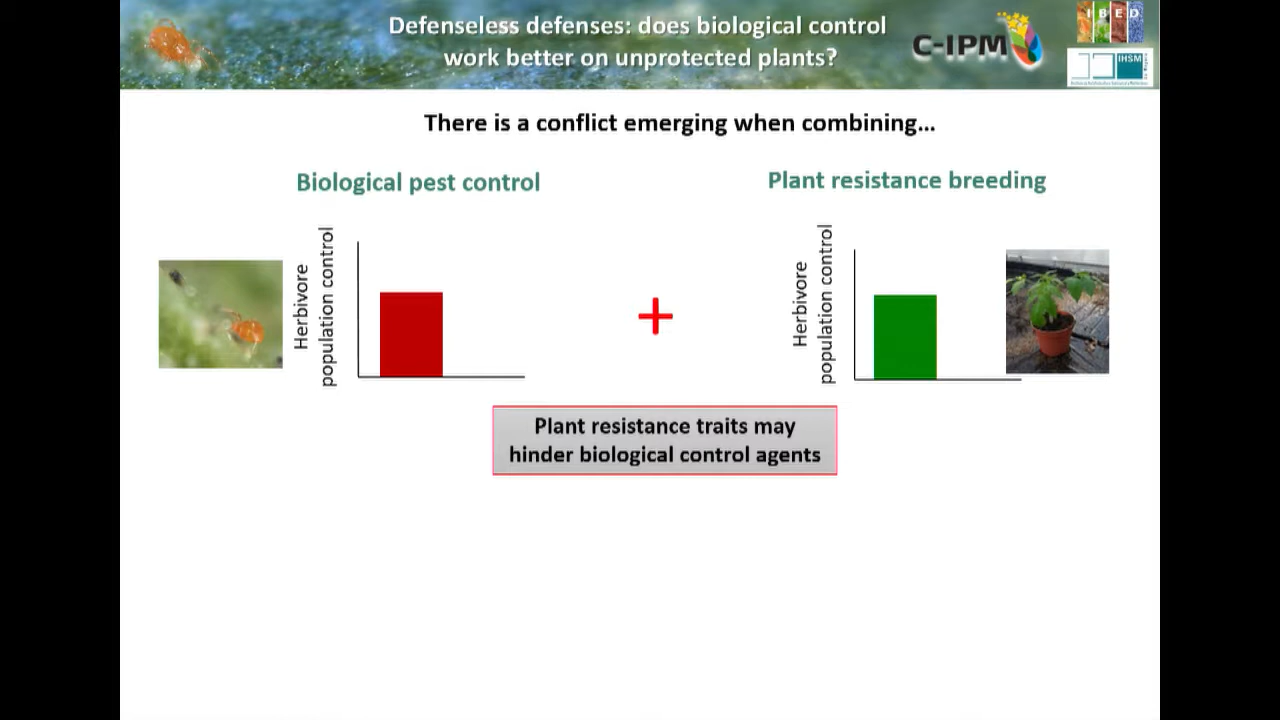 Defenseless defenses: does biological control
work better on unprotected plants?
C-IPM
I B E D
IHSM
There is a conflict emerging when combining…
Biological pest control
Plant resistance breeding
Herbivore
population control
Herbivore
population control
+
Plant resistance traits may
hinder biological control agents